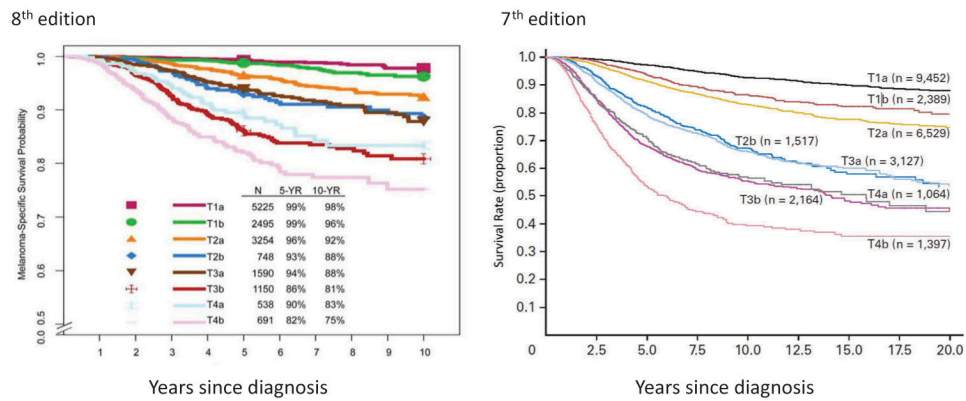 8th edition
7th edition
Melanoma-Specific Survival Probability
1.0
0.9
0.8
0.7
0.6
0.5
0.0
N 5-YR 10-YR
T1a 5225 99% 98%
T1b 2495 99% 96%
T2a 3254 96% 92%
T2b 748 93% 88%
T3a 1590 94% 88%
T3b 1150 86% 81%
T4a 538 90% 83%
T4b 691 82% 75%
1 2 3 4 5 6 7 8 9 10
Years since diagnosis
Survival Rate (proportion)
1.0
0.9
0.8
0.7
0.6
0.5
0.4
0.3
0.2
0.1
T1a (n = 9,452)
T1b (n = 2,389)
T2a (n = 6,529)
T2b (n = 1,517)
T3a (n = 3,127)
T4a (n = 1,064)
T3b (n = 2,164)
T4b (n = 1,397)
0 2.5 5.0 7.5 10.0 12.5 15.0 17.5 20.0
Years since diagnosis